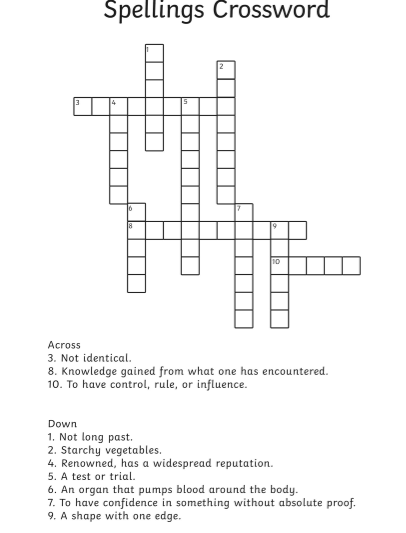 Spellings Crossword
1
2
3 4 5
6 7
8 9
10
Across
3. Not identical.
8. Knowledge gained from what one has encountered.
10. To have control, rule, or influence.
Down
1. Not long past.
2. Starchy vegetables.
4. Renowned, has a widespread reputation.
5. A test or trial.
6. An organ that pumps blood around the body.
7. To have confidence in something without absolute proof.
9. A shape with one edge.